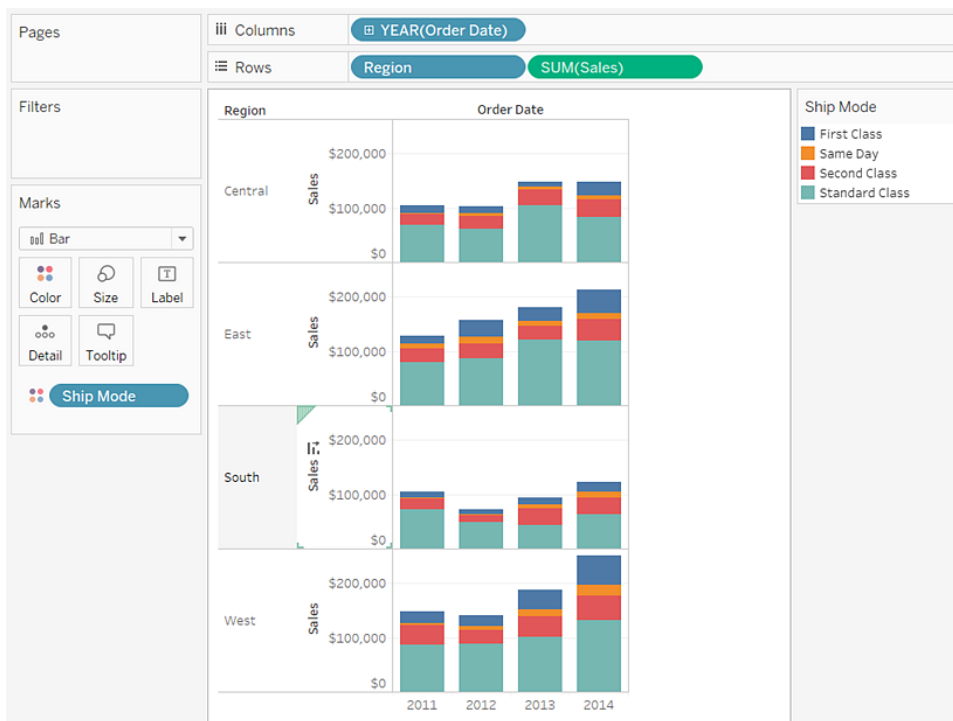 Pages
Columns
YEAR(Order Date)
Rows
Region
SUM(Sales)
Filters
Marks
Bar
Color
Size
Label
Detail
Tooltip
Ship Mode
Region
Order Date
Central
Sales
$200,000
$100,000
$0
East
Sales
$200,000
$100,000
$0
South
Sales
$200,000
$100,000
$0
West
Sales
$200,000
$100,000
$0
2011 2012 2013 2014
Ship Mode
First Class
Same Day
Second Class
Standard Class